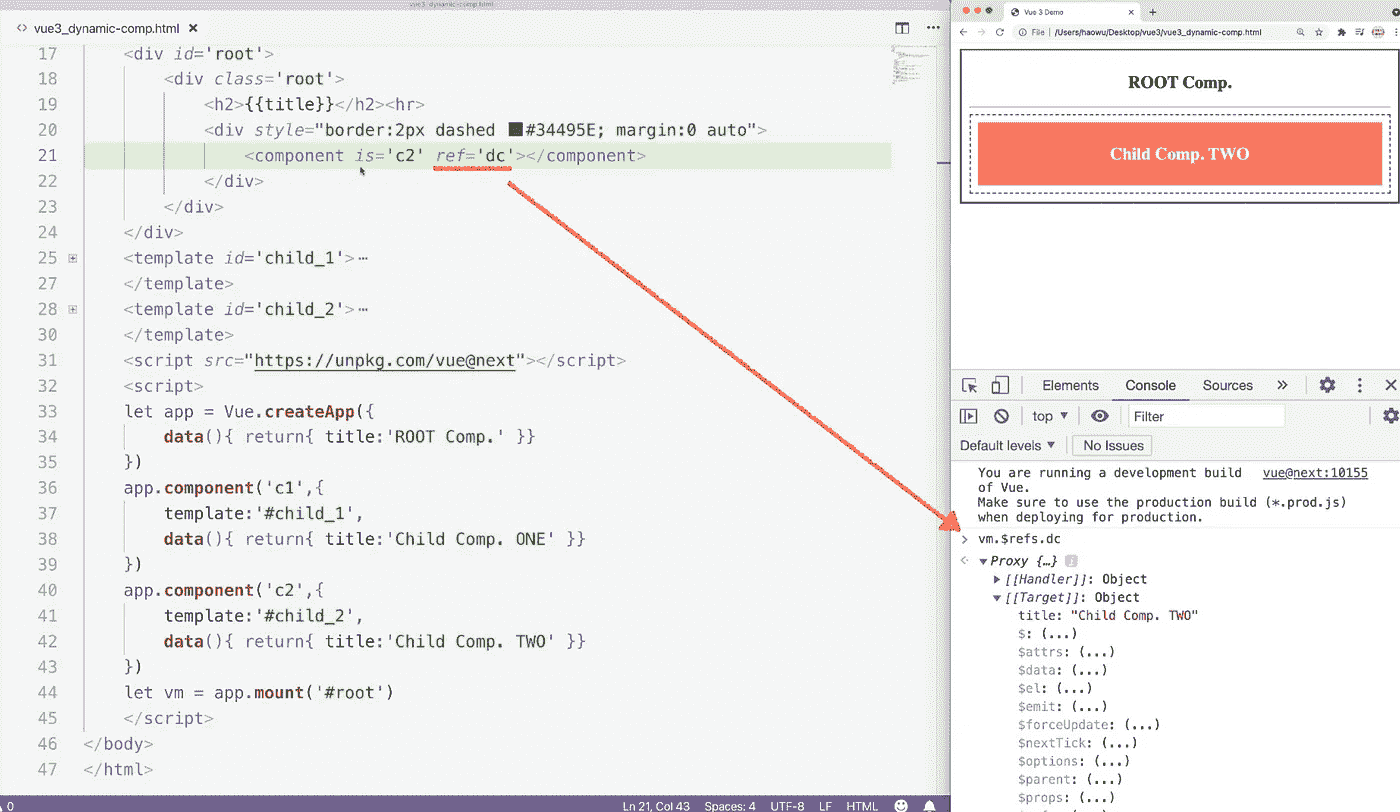 vue3_dynamic-comp.html
<> vue3_dynamic-comp.html ×
17 <div id='root'>
18 <div class='root'>
19 <h2>{{title}}</h2><hr>
20 <div style="border:2px dashed #34495E; margin:0 auto">
21 <component is='c2' ref='dc'></component>
22 </div>
23 </div>
24 </div>
25 <template id='child_1'>⋯
27 </template>
28 <template id='child_2'>⋯
30 </template>
31 <script src="https://unpkg.com/vue@next"></script>
32 <script>
33 let app = Vue.createApp({
34 data(){ return{ title:'ROOT Comp.' }}
35 })
36 app.component('c1',{
37 template:'#child_1',
38 data(){ return{ title:'Child Comp. ONE' }}
39 })
40 app.component('c2',{
41 template:'#child_2',
42 data(){ return{ title:'Child Comp. TWO' }}
43 })
44 let vm = app.mount('#root')
45 </script>
46 </body>
47 </html>
0
Ln 21, Col 43 Spaces: 4 UTF-8 LF HTML
Vue 3 Demo
File /Users/haowu/Desktop/vue3/vue3_dynamic-comp.html
ROOT Comp.
Child Comp. TWO
Elements Console Sources »
top Filter
Default levels No Issues
You are running a development build vue@next:10155
of Vue.
Make sure to use the production build (*.prod.js)
when deploying for production.
> vm.$refs.dc
Proxy {…}
[[Handler]]: Object
[[Target]]: Object
title: "Child Comp. TWO"
$: (...)
$attrs: (...)
$data: (...)
$el: (...)
$emit: (...)
$forceUpdate: (...)
$nextTick: (...)
$options: (...)
$parent: (...)
$props: (...)